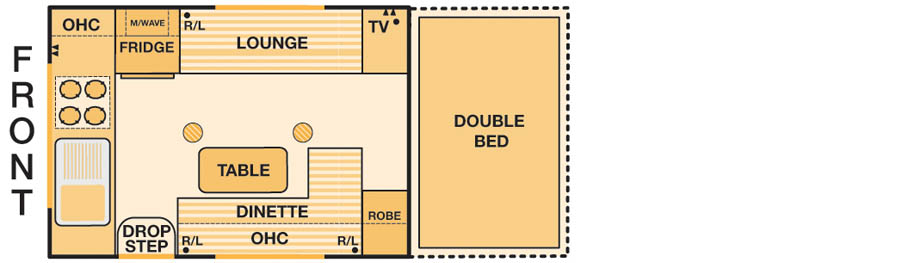 FRONT
OHC
M/WAVE
FRIDGE
R/L
LOUNGE
TV
DOUBLE
BED
TABLE
DINETTE
ROBE
DROP
STEP
R/L
OHC
R/L